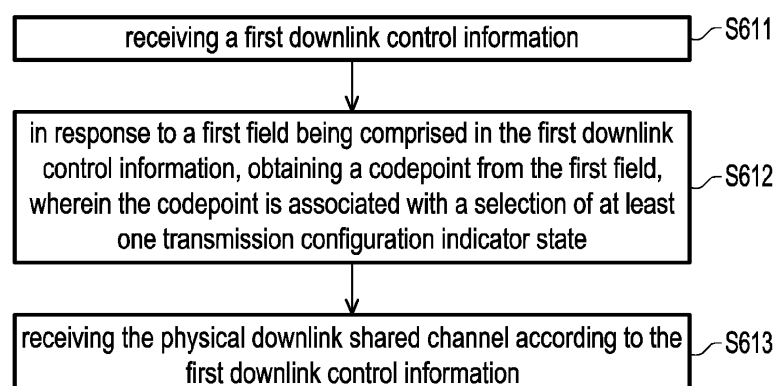 receiving a first downlink control information
S611
in response to a first field being comprised in the first downlink
control information, obtaining a codepoint from the first field,
wherein the codepoint is associated with a selection of at least
one transmission configuration indicator state
S612
receiving the physical downlink shared channel according to the
first downlink control information
S613